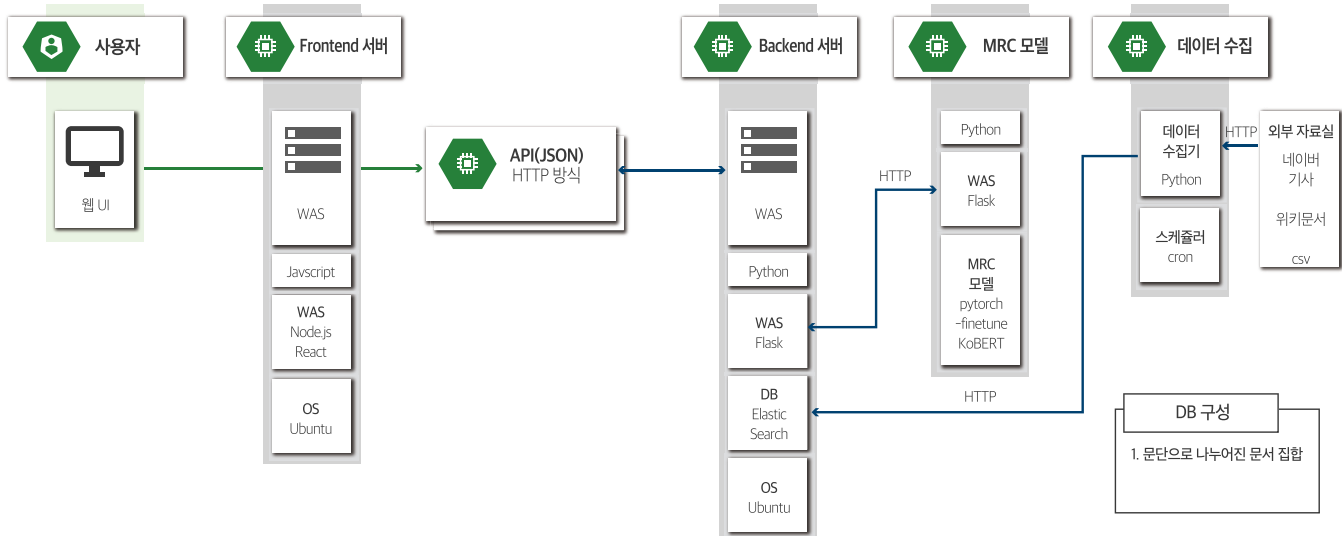 사용자
Frontend 서버
Backend 서버
MRC 모델
데이터 수집
웹 UI
WAS
Javscript
WAS
Node.js
React
OS
Ubuntu
API(JSON)
HTTP 방식
WAS
Python
WAS
Flask
DB
Elastic
Search
OS
Ubuntu
HTTP
Python
WAS
Flask
MRC
모델
pytorch
-finetune
KoBERT
HTTP
데이터
수집기
Python
스케쥴러
cron
HTTP
외부 자료실
네이버
기사
위키문서
csv
DB 구성
1. 문단으로 나누어진 문서 집합